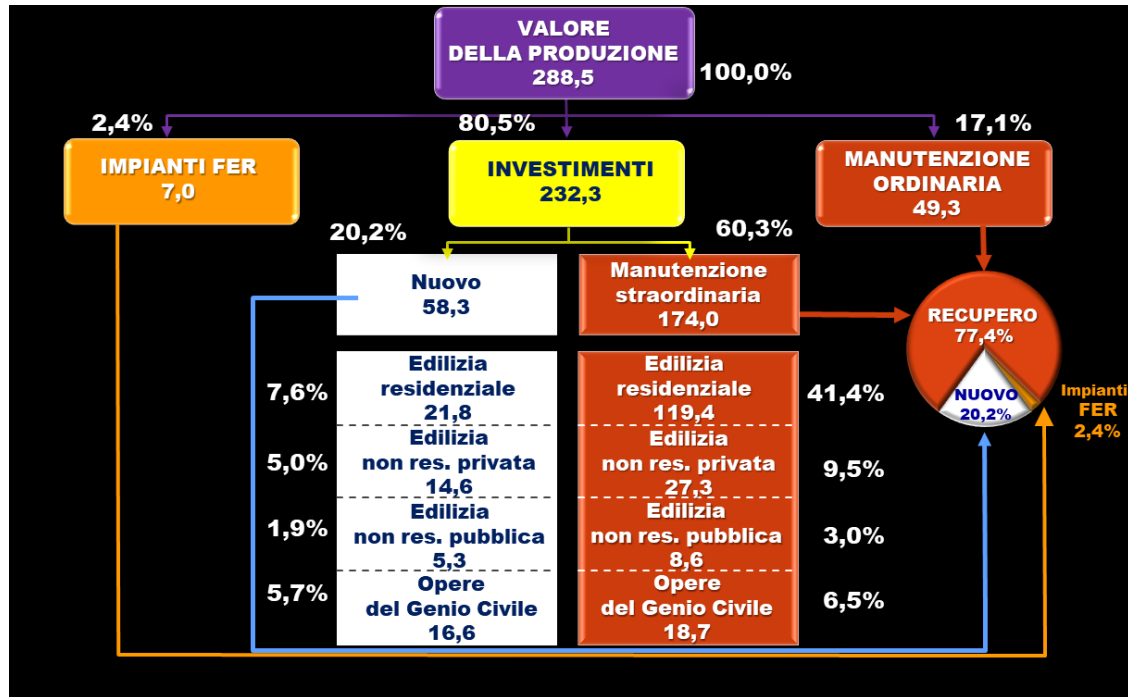 VALORE
DELLA PRODUZIONE
288,5
100,0%
2,4%
80,5%
17,1%
IMPIANTI FER
7,0
INVESTIMENTI
232,3
MANUTENZIONE
ORDINARIA
49,3
20,2%
60,3%
Nuovo
58,3
Manutenzione
straordinaria
174,0
RECUPERO
77,4%
NUOVO
20,2%
Impianti
FER
2,4%
7,6%
Edilizia
residenziale
21,8
Edilizia
residenziale
119,4
41,4%
5,0%
Edilizia
non res. privata
14,6
Edilizia
non res. privata
27,3
9,5%
1,9%
Edilizia
non res. pubblica
5,3
Edilizia
non res. pubblica
8,6
3,0%
5,7%
Opere
del Genio Civile
16,6
Opere
del Genio Civile
18,7
6,5%